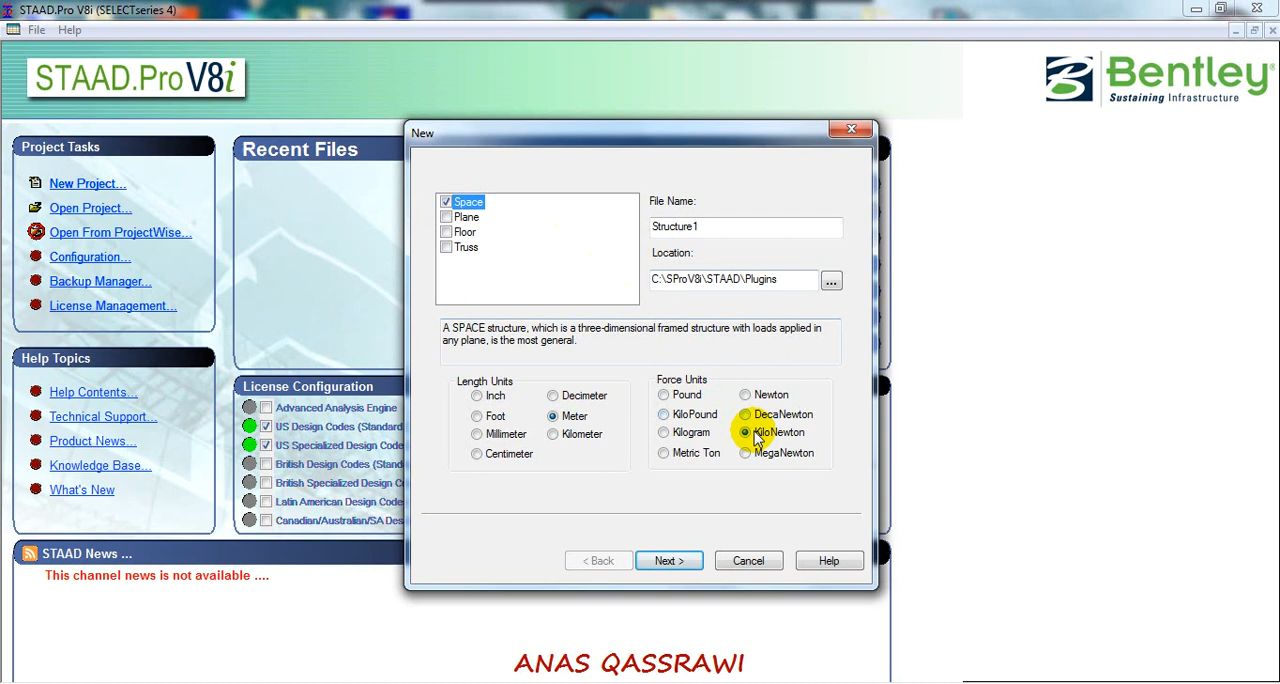 STAAD.Pro V8i (SELECTseries 4)
File Help
STAAD.Pro V8i
Bentley
Sustaining Infrastructure
Project Tasks
New Project...
Open Project...
Open From ProjectWise...
Configuration...
Backup Manager...
License Management...
Help Topics
Help Contents...
Technical Support...
Product News...
Knowledge Base...
What's New
Recent Files
License Configuration
Advanced Analysis Engine
US Design Codes (Standard
US Specialized Design Code
British Design Codes (Stand
British Specialized Design C
Latin American Design Code
Canadian/Australian/SA Des
New
Space
Plane
Floor
Truss
File Name:
Structure1
Location:
C:\SProV8i\STAAD\Plugins
...
A SPACE structure, which is a three-dimensional framed structure with loads applied in
any plane, is the most general.
Length Units
Inch
Decimeter
Foot
Meter
Millimeter
Kilometer
Centimeter
Force Units
Pound
Newton
KiloPound
DecaNewton
Kilogram
KiloNewton
Metric Ton
MegaNewton
< Back
Next >
Cancel
Help
STAAD News ...
This channel news is not available ....
ANAS QASSRAWI